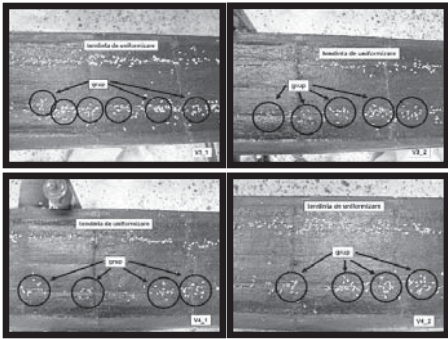 tendinta de uniformizare
grup
V3_1
tendinta de uniformizare
grup
V3_2
tendinta de uniformizare
grup
V4_1
tendinta de uniformizare
grup
V4_2